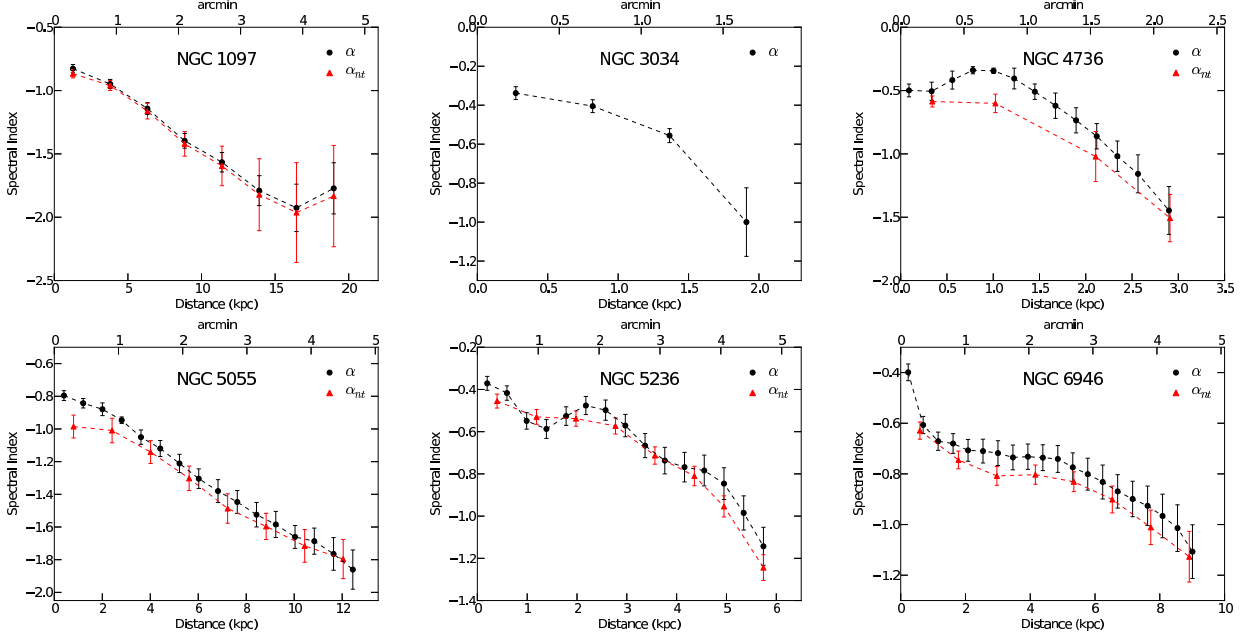 arcmin
0 1 2 3 4 5
NGC 1097
α
α_nt
Spectral Index
−0.5
−1.0
−1.5
−2.0
−2.5
0 5 10 15 20
Distance (kpc)
arcmin
0.0 0.5 1.0 1.5
NGC 3034
α
Spectral Index
0.0
−0.2
−0.4
−0.6
−0.8
−1.0
−1.2
0.0 0.5 1.0 1.5 2.0
Distance (kpc)
arcmin
0.0 0.5 1.0 1.5 2.0 2.5
NGC 4736
α
α_nt
Spectral Index
0.0
−0.5
−1.0
−1.5
−2.0
0.0 0.5 1.0 1.5 2.0 2.5 3.0 3.5
Distance (kpc)
arcmin
0 1 2 3 4 5
NGC 5055
α
α_nt
Spectral Index
−0.6
−0.8
−1.0
−1.2
−1.4
−1.6
−1.8
−2.0
0 2 4 6 8 10 12
Distance (kpc)
arcmin
0 1 2 3 4 5
NGC 5236
α
α_nt
Spectral Index
−0.2
−0.4
−0.6
−0.8
−1.0
−1.2
−1.4
0 1 2 3 4 5 6
Distance (kpc)
arcmin
0 1 2 3 4 5
NGC 6946
α
α_nt
Spectral Index
−0.4
−0.6
−0.8
−1.0
−1.2
0 2 4 6 8 10
Distance (kpc)